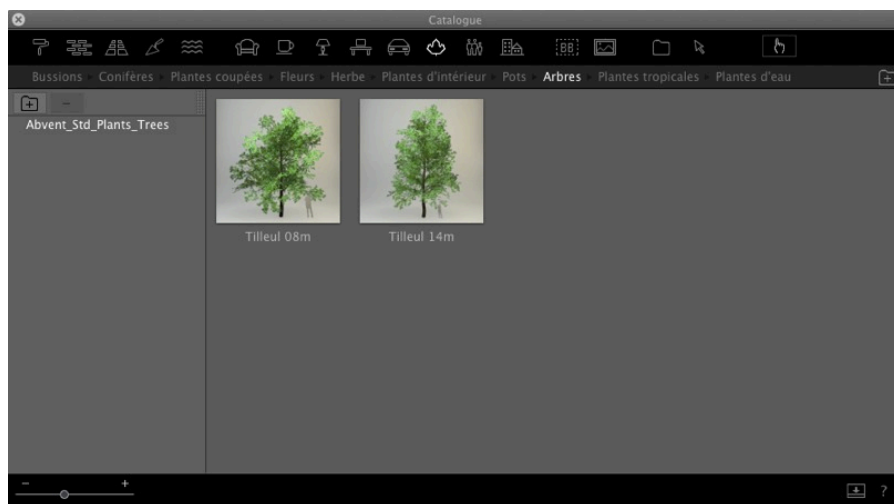 Catalogue
BB
Bussions Conifères Plantes coupées Fleurs Herbe Plantes d'intérieur Pots Arbres Plantes tropicales Plantes d'eau
Abvent_Std_Plants_Trees
Tilleul 08m Tilleul 14m
- +
?